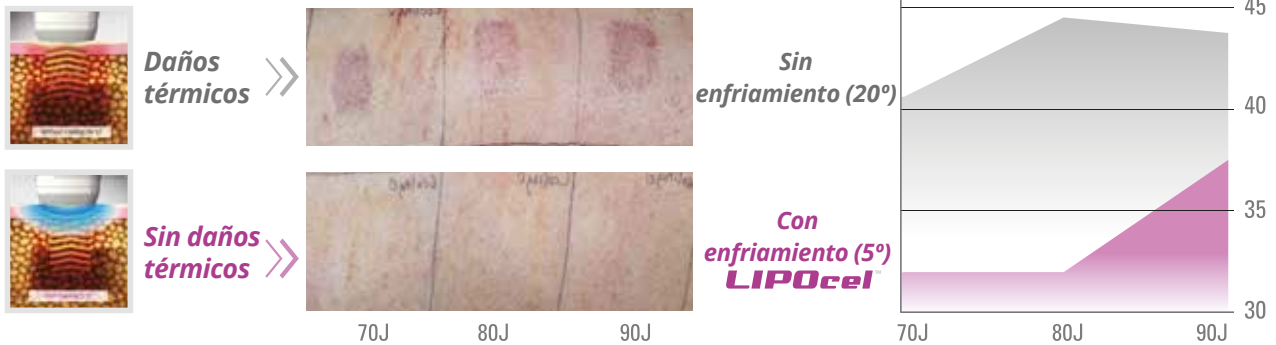 Daños
térmicos
Sin
enfriamiento (20º)
45
40
35
30
Sin daños
térmicos
Con
enfriamiento (5º)
LIPOcel™
70J
80J
90J
70J
80J
90J